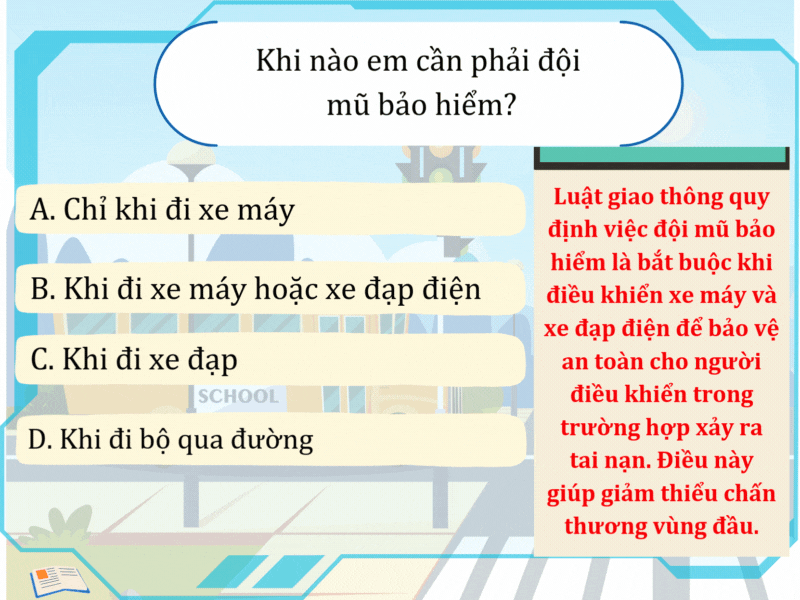 Khi nào em cần phải đội
mũ bảo hiểm?
A. Chỉ khi đi xe máy
B. Khi đi xe máy hoặc xe đạp điện
C. Khi đi xe đạp
D. Khi đi bộ qua đường
Luật giao thông quy
định việc đội mũ bảo
hiểm là bắt buộc khi
điều khiển xe máy và
xe đạp điện để bảo vệ
an toàn cho người
điều khiển trong
trường hợp xảy ra
tai nạn. Điều này
giúp giảm thiểu chấn
thương vùng đầu.
SCHOOL